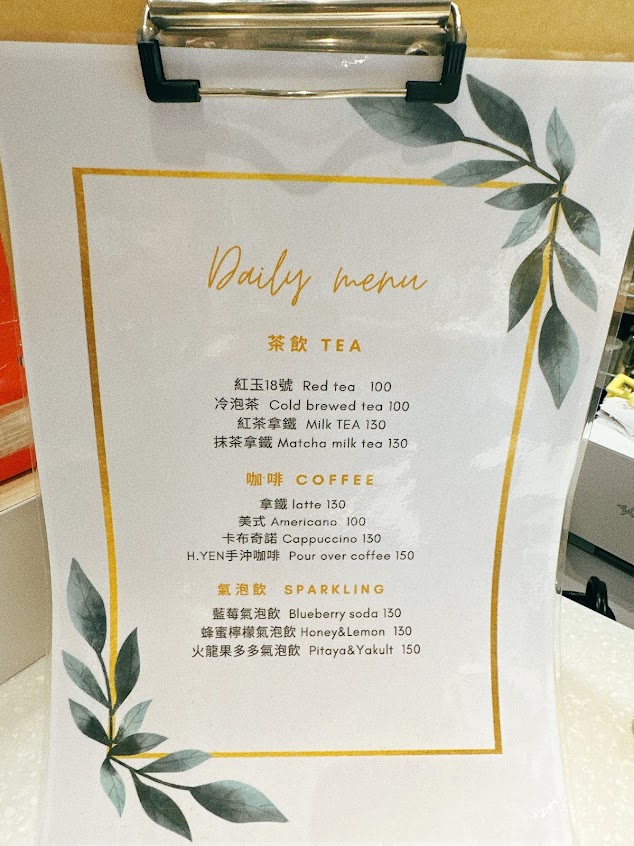 Daily menu
茶飲 TEA
紅玉18號 Red tea 100
冷泡茶 Cold brewed tea 100
紅茶拿鐵 Milk TEA 130
抹茶拿鐵 Matcha milk tea 130
咖啡 COFFEE
拿鐵 latte 130
美式 Americano 100
卡布奇諾 Cappuccino 130
H.YEN手沖咖啡 Pour over coffee 150
氣泡飲 SPARKLING
藍莓氣泡飲 Blueberry soda 130
蜂蜜檸檬氣泡飲 Honey&Lemon 130
火龍果多多氣泡飲 Pitaya&Yakult 150